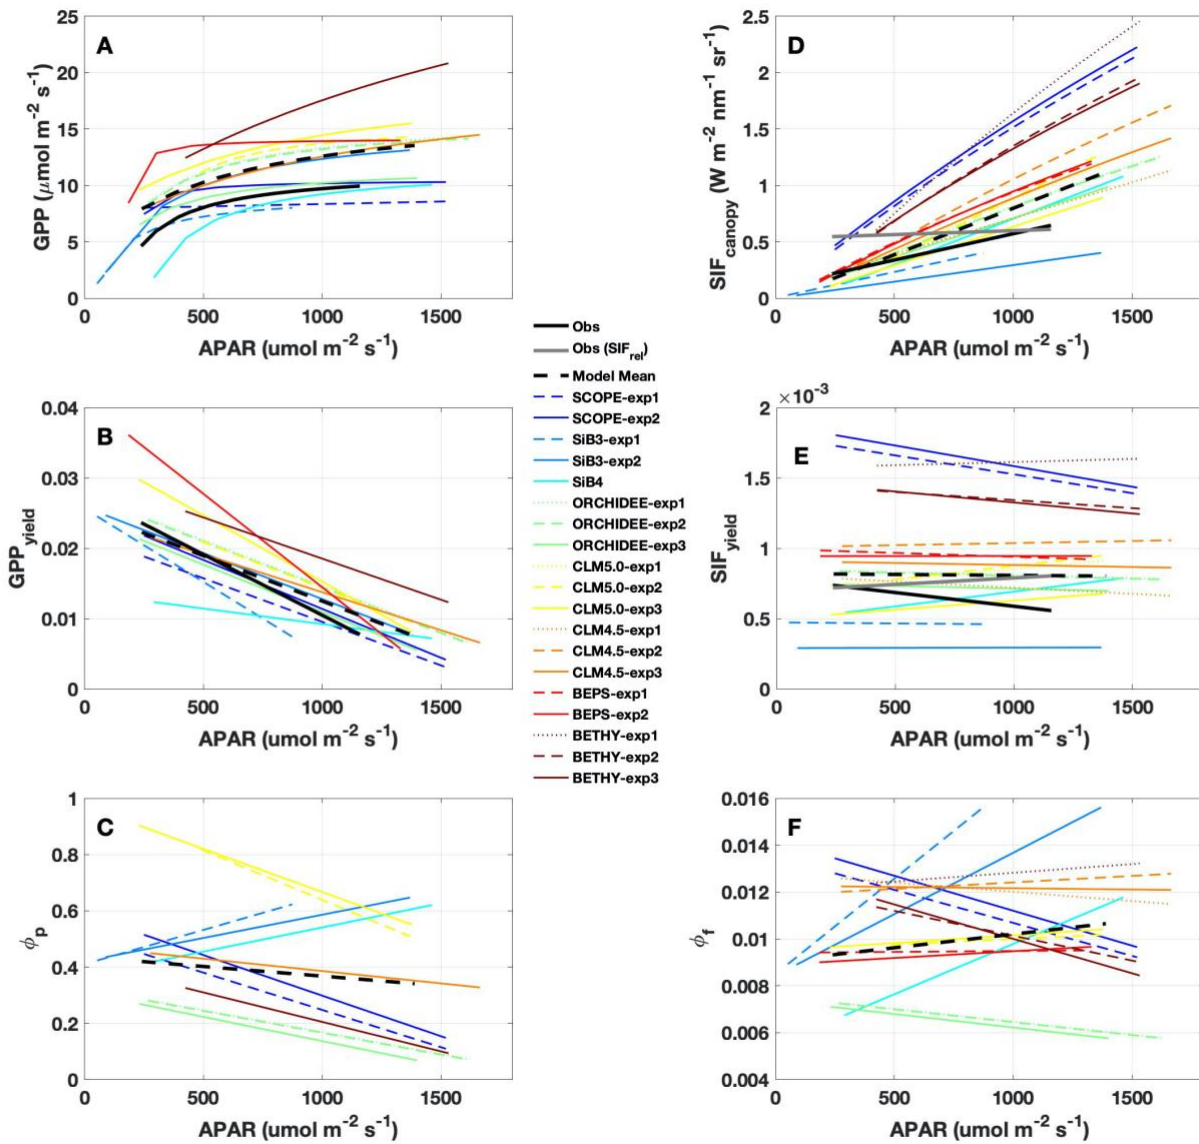 A
GPP (μmol m-2 s-1)
25
20
15
10
5
0
0 500 1000 1500
APAR (umol m-2 s-1)
B
GPPyield
0.04
0.03
0.02
0.01
0
0 500 1000 1500
APAR (umol m-2 s-1)
C
ϕp
1
0.8
0.6
0.4
0.2
0
0 500 1000 1500
APAR (umol m-2 s-1)
Obs
Obs (SIFrel)
Model Mean
SCOPE-exp1
SCOPE-exp2
SiB3-exp1
SiB3-exp2
SiB4
ORCHIDEE-exp1
ORCHIDEE-exp2
ORCHIDEE-exp3
CLM5.0-exp1
CLM5.0-exp2
CLM5.0-exp3
CLM4.5-exp1
CLM4.5-exp2
CLM4.5-exp3
BEPS-exp1
BEPS-exp2
BETHY-exp1
BETHY-exp2
BETHY-exp3
D
SIFcanopy (W m-2 nm-1 sr-1)
2.5
2
1.5
1
0.5
0
0 500 1000 1500
APAR (umol m-2 s-1)
E
SIFyield
×10-3
2
1.5
1
0.5
0
0 500 1000 1500
APAR (umol m-2 s-1)
F
ϕf
0.016
0.014
0.012
0.01
0.008
0.006
0.004
0 500 1000 1500
APAR (umol m-2 s-1)